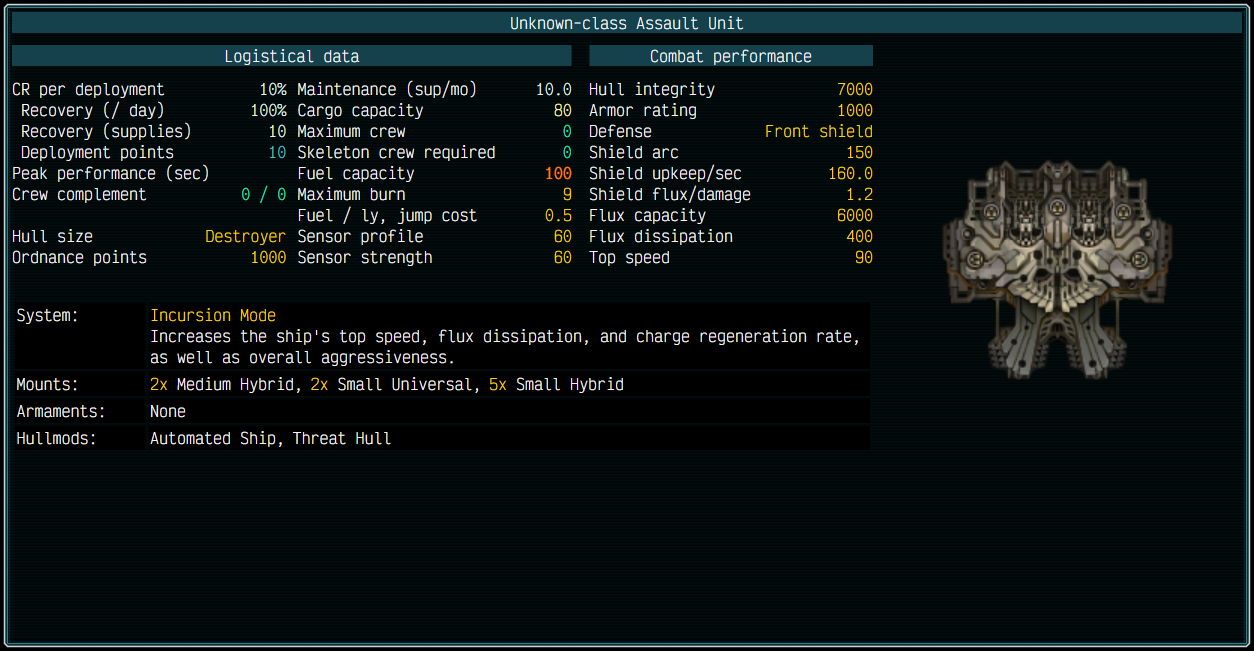 Unknown-class Assault Unit
Logistical data
CR per deployment 10% Maintenance (sup/mo) 10.0
Recovery (/ day) 100% Cargo capacity 80
Recovery (supplies) 10 Maximum crew 0
Deployment points 10 Skeleton crew required 0
Peak performance (sec) Fuel capacity 100
Crew complement 0 / 0 Maximum burn 9
Fuel / ly, jump cost 0.5
Hull size Destroyer Sensor profile 60
Ordnance points 1000 Sensor strength 60
Combat performance
Hull integrity 7000
Armor rating 1000
Defense Front shield
Shield arc 150
Shield upkeep/sec 160.0
Shield flux/damage 1.2
Flux capacity 6000
Flux dissipation 400
Top speed 90
System: Incursion Mode
Increases the ship's top speed, flux dissipation, and charge regeneration rate,
as well as overall aggressiveness.
Mounts: 2x Medium Hybrid, 2x Small Universal, 5x Small Hybrid
Armaments: None
Hullmods: Automated Ship, Threat Hull